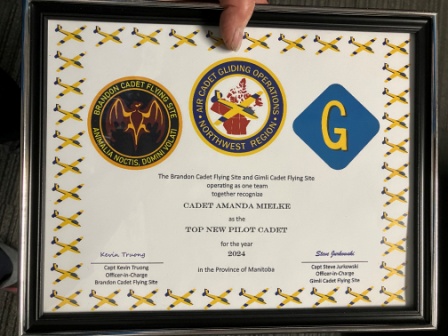 BRANDON CADET FLYING SITE
ANIMALIA NOCTIS, DOMINI VOLATI
AIR CADET GLIDING OPERATIONS
• NORTHWEST REGION •
G
The Brandon Cadet Flying Site and Gimli Cadet Flying Site
operating as one team
together recognize
CADET AMANDA MIELKE
as the
TOP NEW PILOT CADET
for the year
2024
in the Province of Manitoba
Kevin Truong
Capt Kevin Truong
Officer-in-Charge
Brandon Cadet Flying Site
Steve Jurkowski
Capt Steve Jurkowski
Officer-in-Charge
Gimli Cadet Flying Site